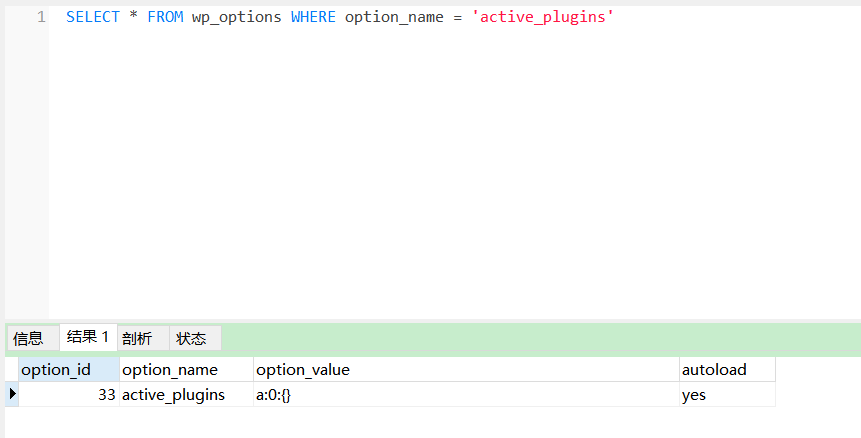 1 SELECT * FROM wp_options WHERE option_name = 'active_plugins'
信息 结果 1 剖析 状态
option_id option_name option_value autoload
33 active_plugins a:0:{} yes